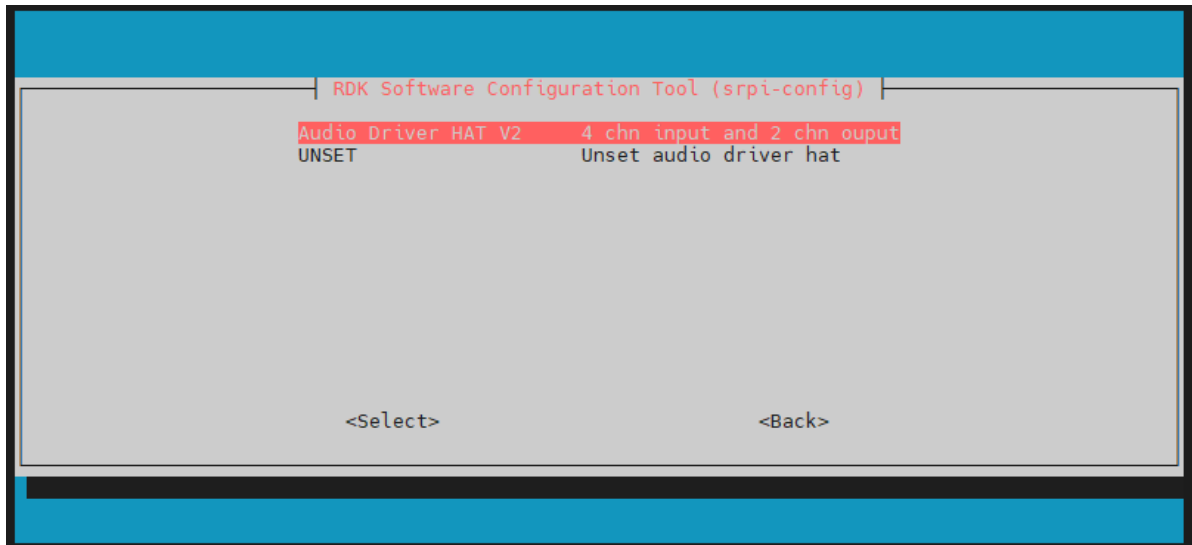 RDK Software Configuration Tool (srpi-config)
Audio Driver HAT V2 4 chn input and 2 chn ouput
UNSET Unset audio driver hat
<Select> <Back>